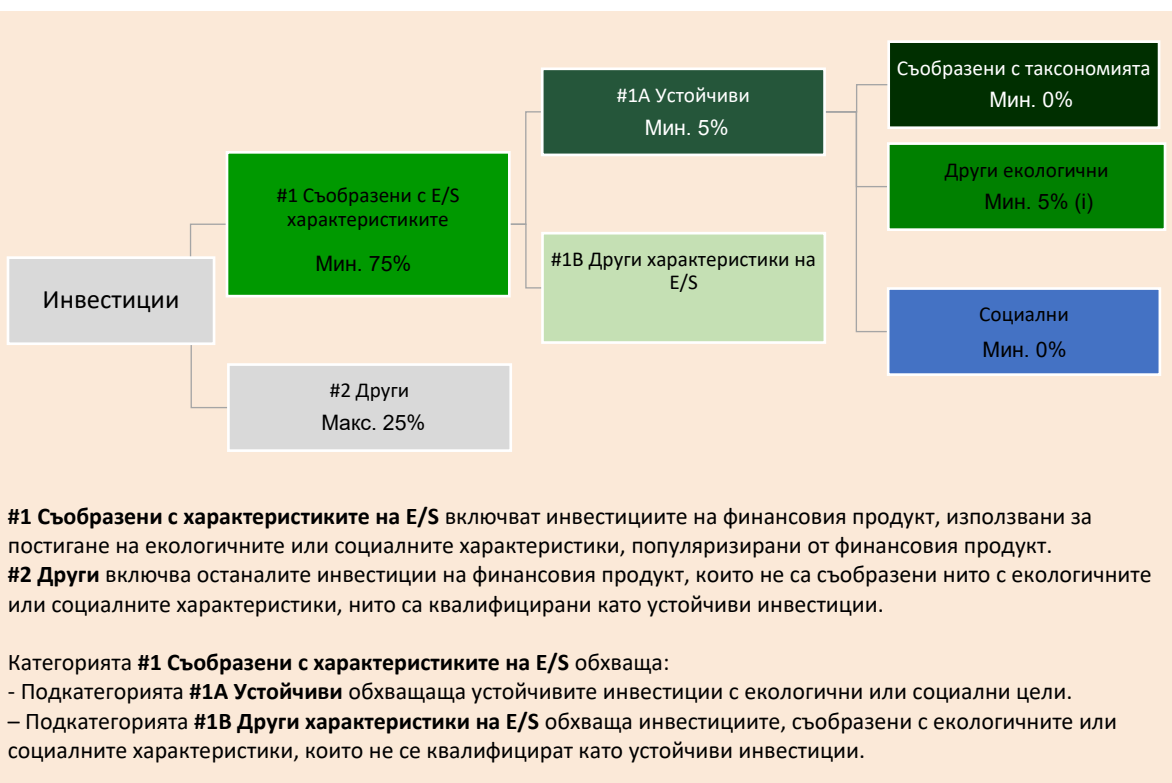 Инвестиции
#1 Съобразени с E/S
характеристиките
Мин. 75%
#2 Други
Макс. 25%
#1А Устойчиви
Мин. 5%
#1В Други характеристики на
E/S
Съобразени с таксономията
Мин. 0%
Други екологични
Мин. 5% (i)
Социални
Мин. 0%
#1 Съобразени с характеристиките на E/S включват инвестициите на финансовия продукт, използвани за
постигане на екологичните или социалните характеристики, популяризирани от финансовия продукт.
#2 Други включва останалите инвестиции на финансовия продукт, които не са съобразени нито с екологичните
или социалните характеристики, нито са квалифицирани като устойчиви инвестиции.
Категорията #1 Съобразени с характеристиките на E/S обхваща:
- Подкатегорията #1А Устойчиви обхващаща устойчивите инвестиции с екологични или социални цели.
– Подкатегорията #1В Други характеристики на E/S обхваща инвестициите, съобразени с екологичните или
социалните характеристики, които не се квалифицират като устойчиви инвестиции.